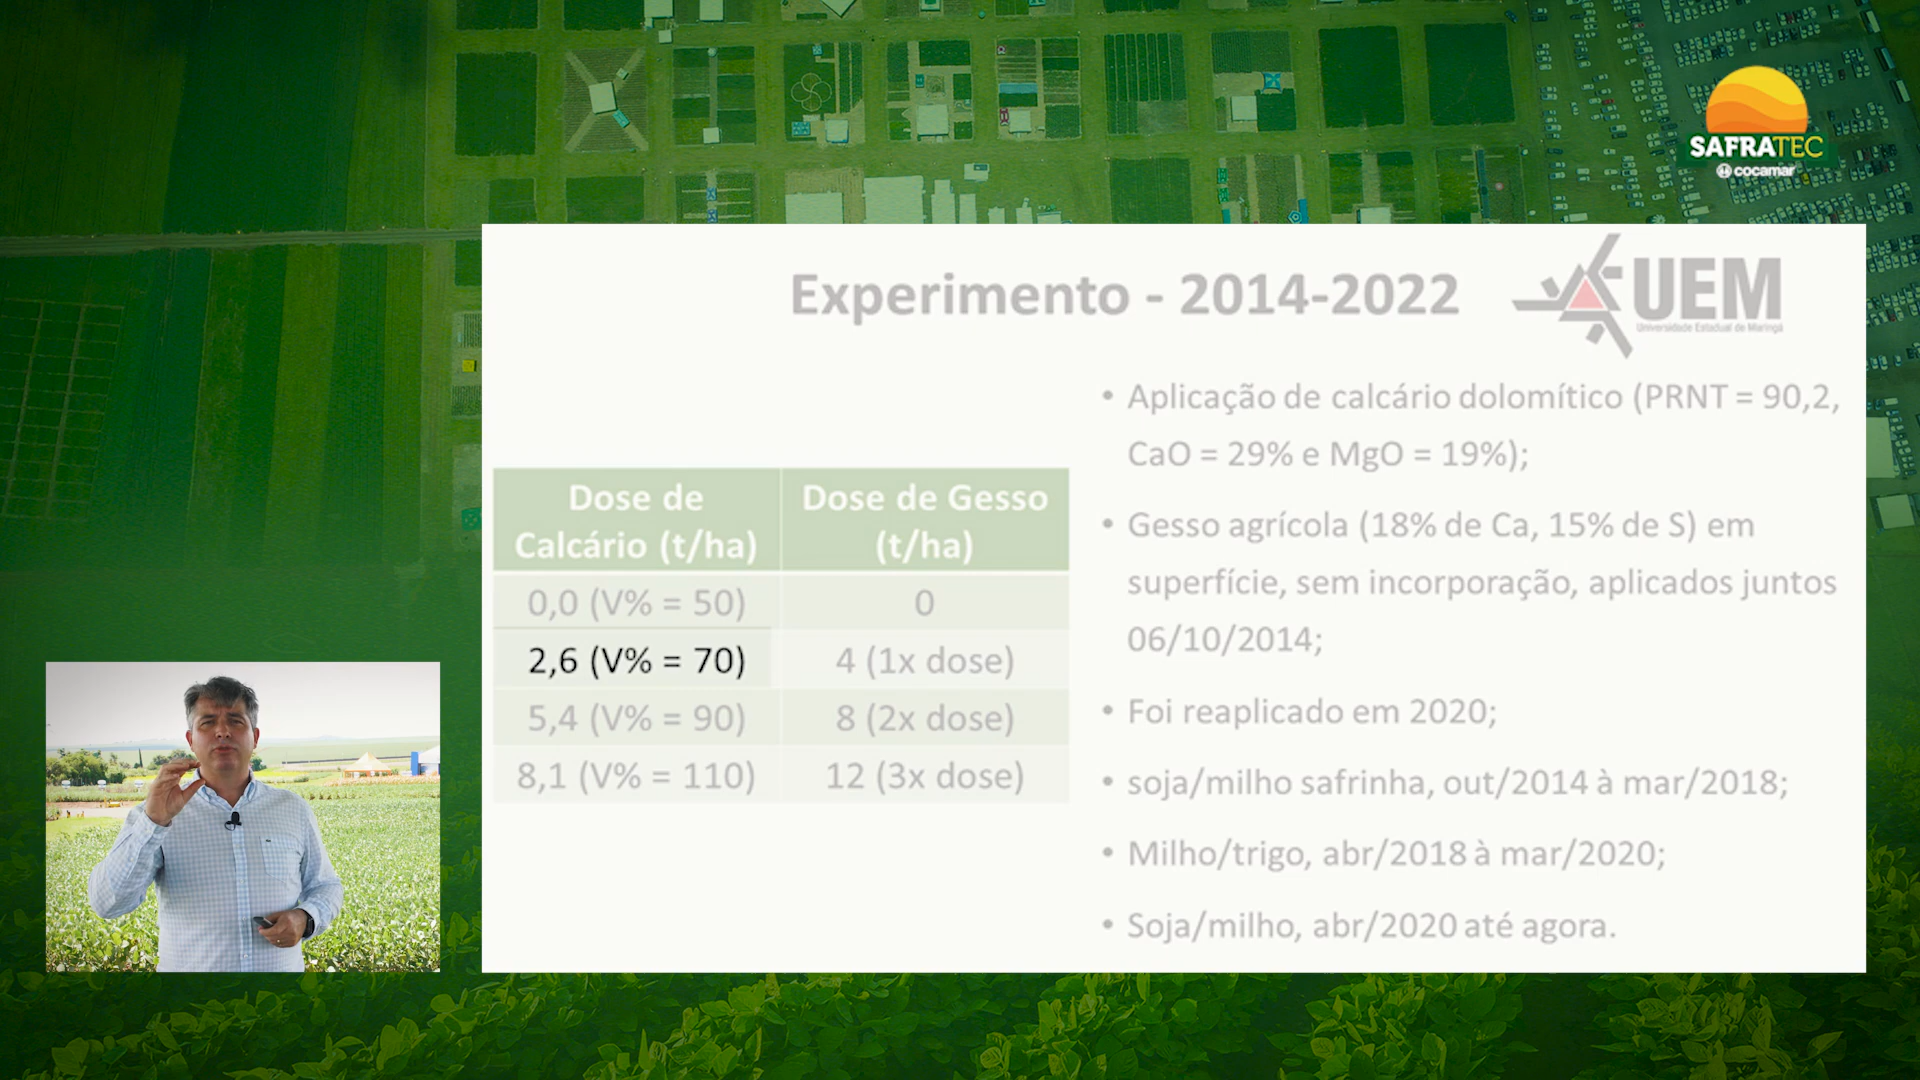 SAFRATEC
cocamar
Experimento - 2014-2022
UEM
Universidade Estadual de Maringá
Dose de Calcário (t/ha)
Dose de Gesso (t/ha)
0,0 (V% = 50)
0
2,6 (V% = 70)
4 (1x dose)
5,4 (V% = 90)
8 (2x dose)
8,1 (V% = 110)
12 (3x dose)
• Aplicação de calcário dolomítico (PRNT = 90,2,
CaO = 29% e MgO = 19%);
• Gesso agrícola (18% de Ca, 15% de S) em
superfície, sem incorporação, aplicados juntos
06/10/2014;
• Foi reaplicado em 2020;
• soja/milho safrinha, out/2014 à mar/2018;
• Milho/trigo, abr/2018 à mar/2020;
• Soja/milho, abr/2020 até agora.